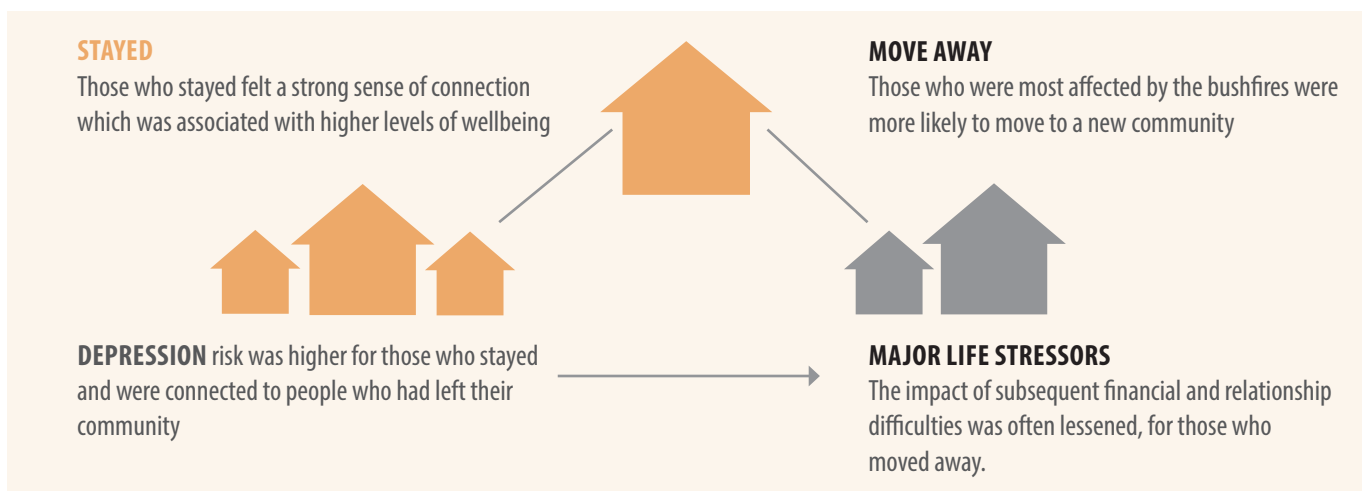 STAYED
Those who stayed felt a strong sense of connection
which was associated with higher levels of wellbeing
MOVE AWAY
Those who were most affected by the bushfires were
more likely to move to a new community
DEPRESSION risk was higher for those who stayed
and were connected to people who had left their
community
MAJOR LIFE STRESSORS
The impact of subsequent financial and relationship
difficulties was often lessened, for those who
moved away.